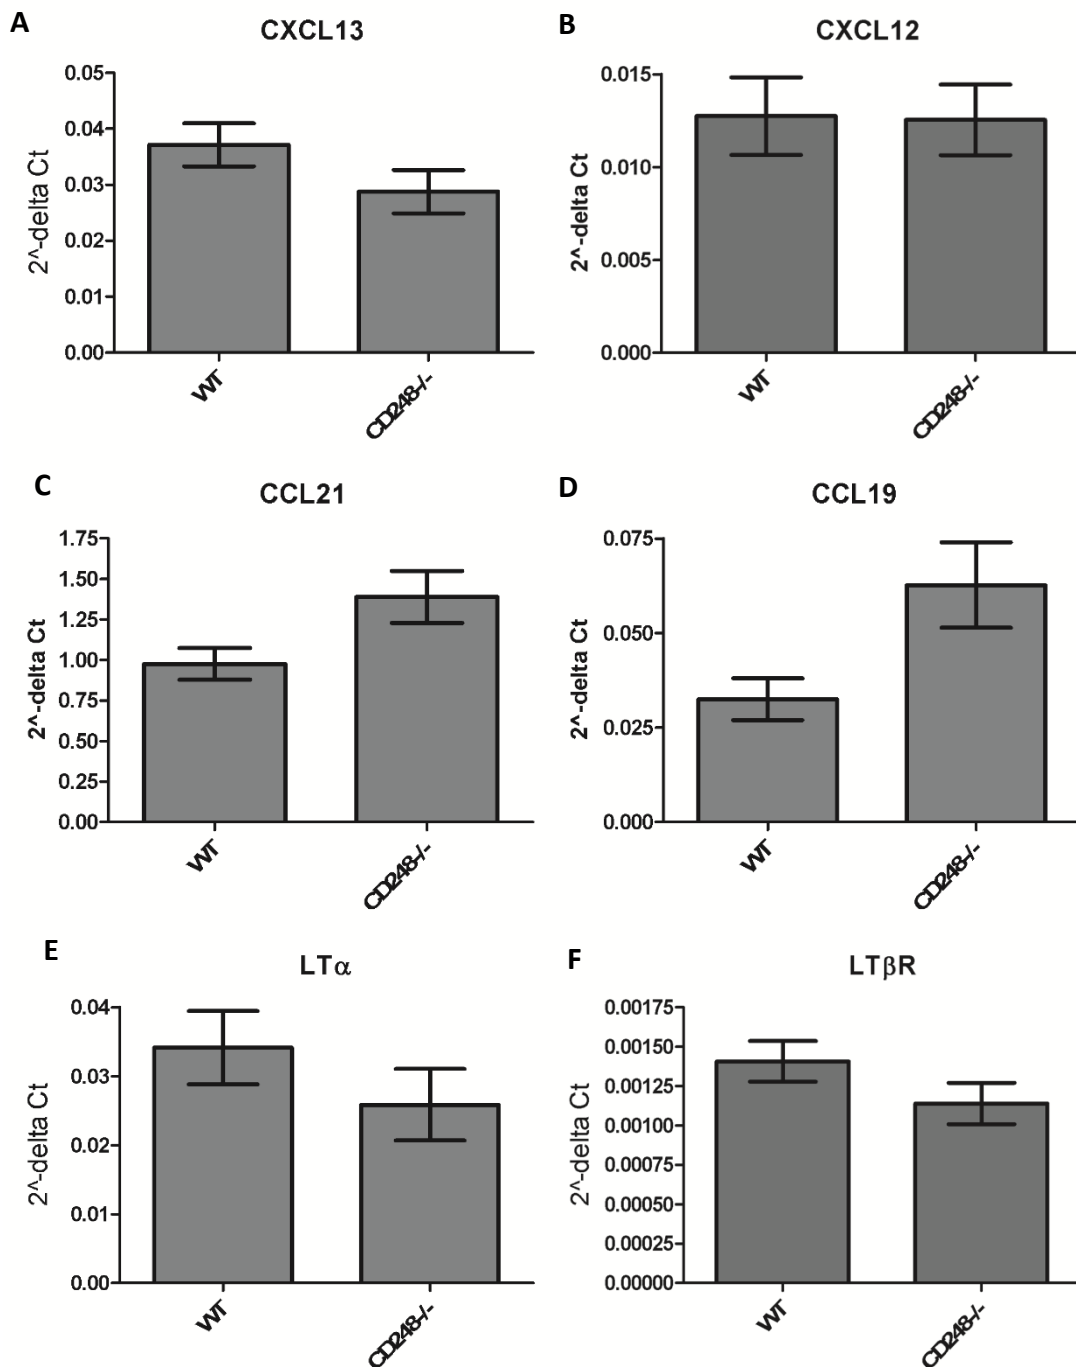 A
CXCL13
0.05
0.04
0.03
0.02
0.01
0.00
2^-delta Ct
WT
CD248-/-
B
CXCL12
0.015
0.010
0.005
0.000
2^-delta Ct
WT
CD248-/-
C
CCL21
1.75
1.50
1.25
1.00
0.75
0.50
0.25
0.00
2^-delta Ct
WT
CD248-/-
D
CCL19
0.075
0.050
0.025
0.000
2^-delta Ct
WT
CD248-/-
E
LTα
0.04
0.03
0.02
0.01
0.00
2^-delta Ct
WT
CD248-/-
F
LTβR
0.00175
0.00150
0.00125
0.00100
0.00075
0.00050
0.00025
0.00000
2^-delta Ct
WT
CD248-/-